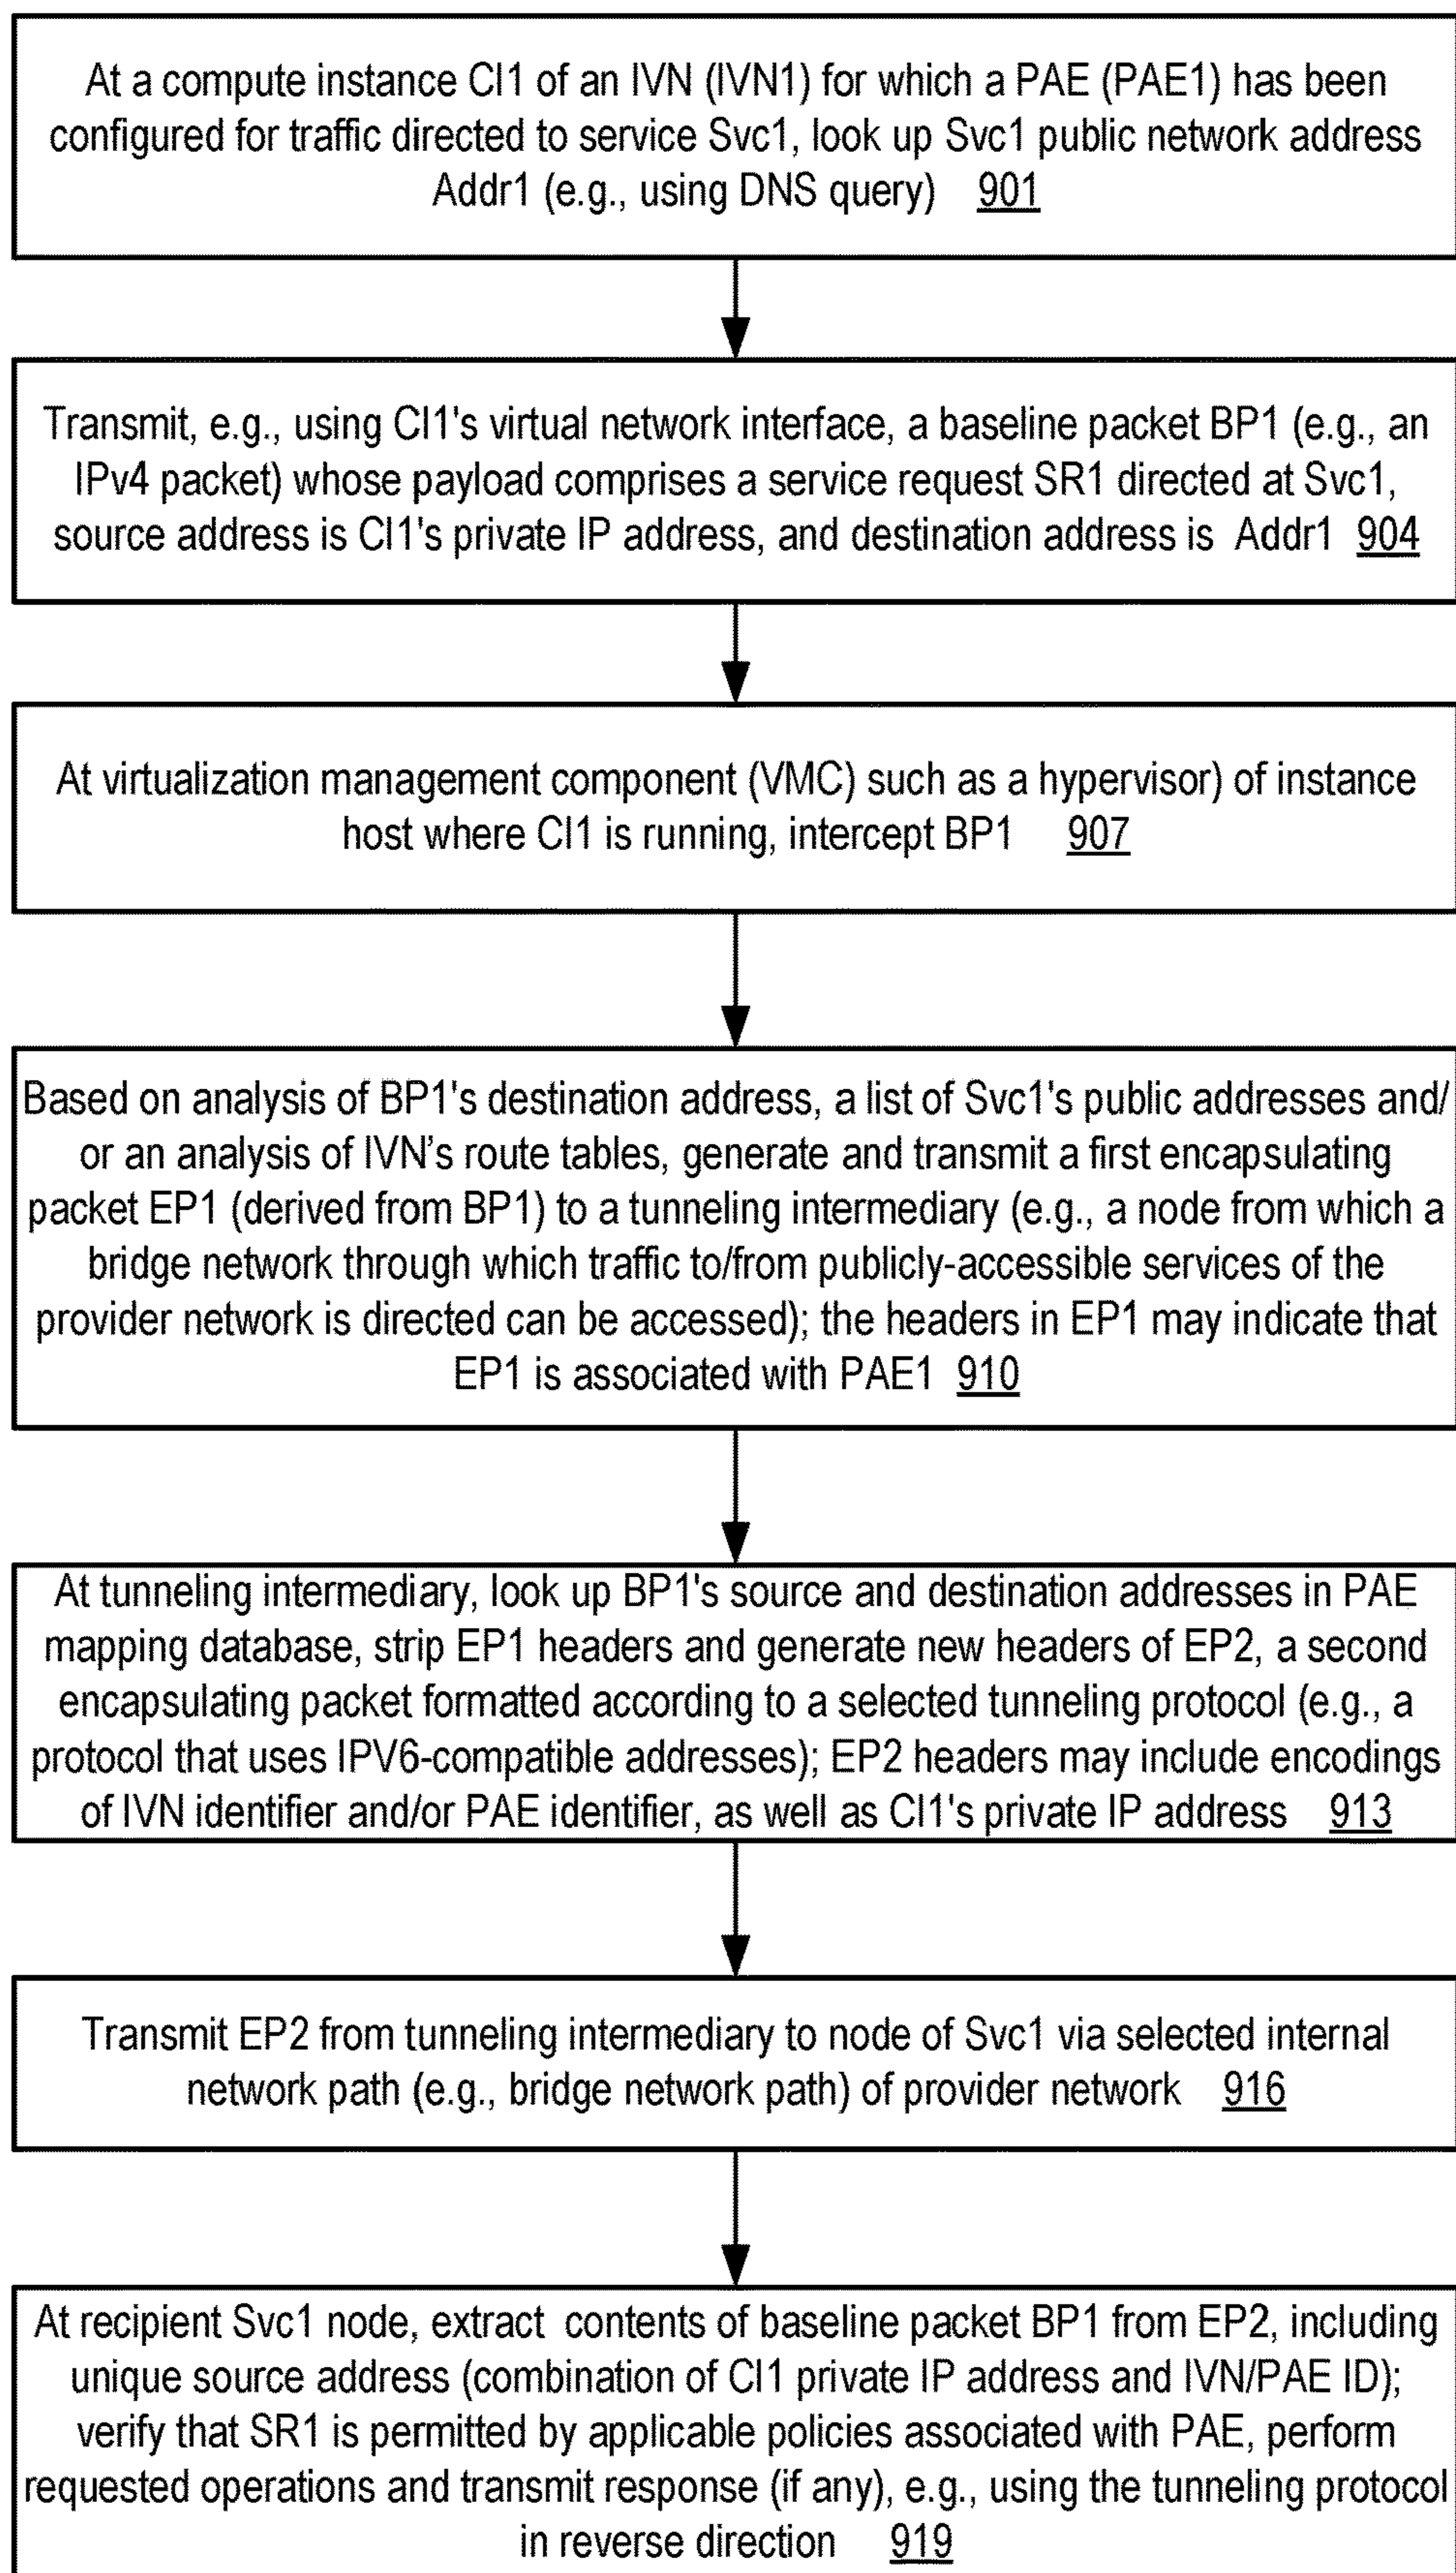 At a compute instance CI1 of an IVN (IVN1) for which a PAE (PAE1) has been
configured for traffic directed to service Svc1, look up Svc1 public network address
Addr1 (e.g., using DNS query) 901
Transmit, e.g., using CI1's virtual network interface, a baseline packet BP1 (e.g., an
IPv4 packet) whose payload comprises a service request SR1 directed at Svc1,
source address is CI1's private IP address, and destination address is Addr1 904
At virtualization management component (VMC) such as a hypervisor) of instance
host where CI1 is running, intercept BP1 907
Based on analysis of BP1's destination address, a list of Svc1's public addresses and/
or an analysis of IVN’s route tables, generate and transmit a first encapsulating
packet EP1 (derived from BP1) to a tunneling intermediary (e.g., a node from which a
bridge network through which traffic to/from publicly-accessible services of the
provider network is directed can be accessed); the headers in EP1 may indicate that
EP1 is associated with PAE1 910
At tunneling intermediary, look up BP1's source and destination addresses in PAE
mapping database, strip EP1 headers and generate new headers of EP2, a second
encapsulating packet formatted according to a selected tunneling protocol (e.g., a
protocol that uses IPV6-compatible addresses); EP2 headers may include encodings
of IVN identifier and/or PAE identifier, as well as CI1's private IP address 913
Transmit EP2 from tunneling intermediary to node of Svc1 via selected internal
network path (e.g., bridge network path) of provider network 916
At recipient Svc1 node, extract contents of baseline packet BP1 from EP2, including
unique source address (combination of CI1 private IP address and IVN/PAE ID);
verify that SR1 is permitted by applicable policies associated with PAE, perform
requested operations and transmit response (if any), e.g., using the tunneling protocol
in reverse direction 919